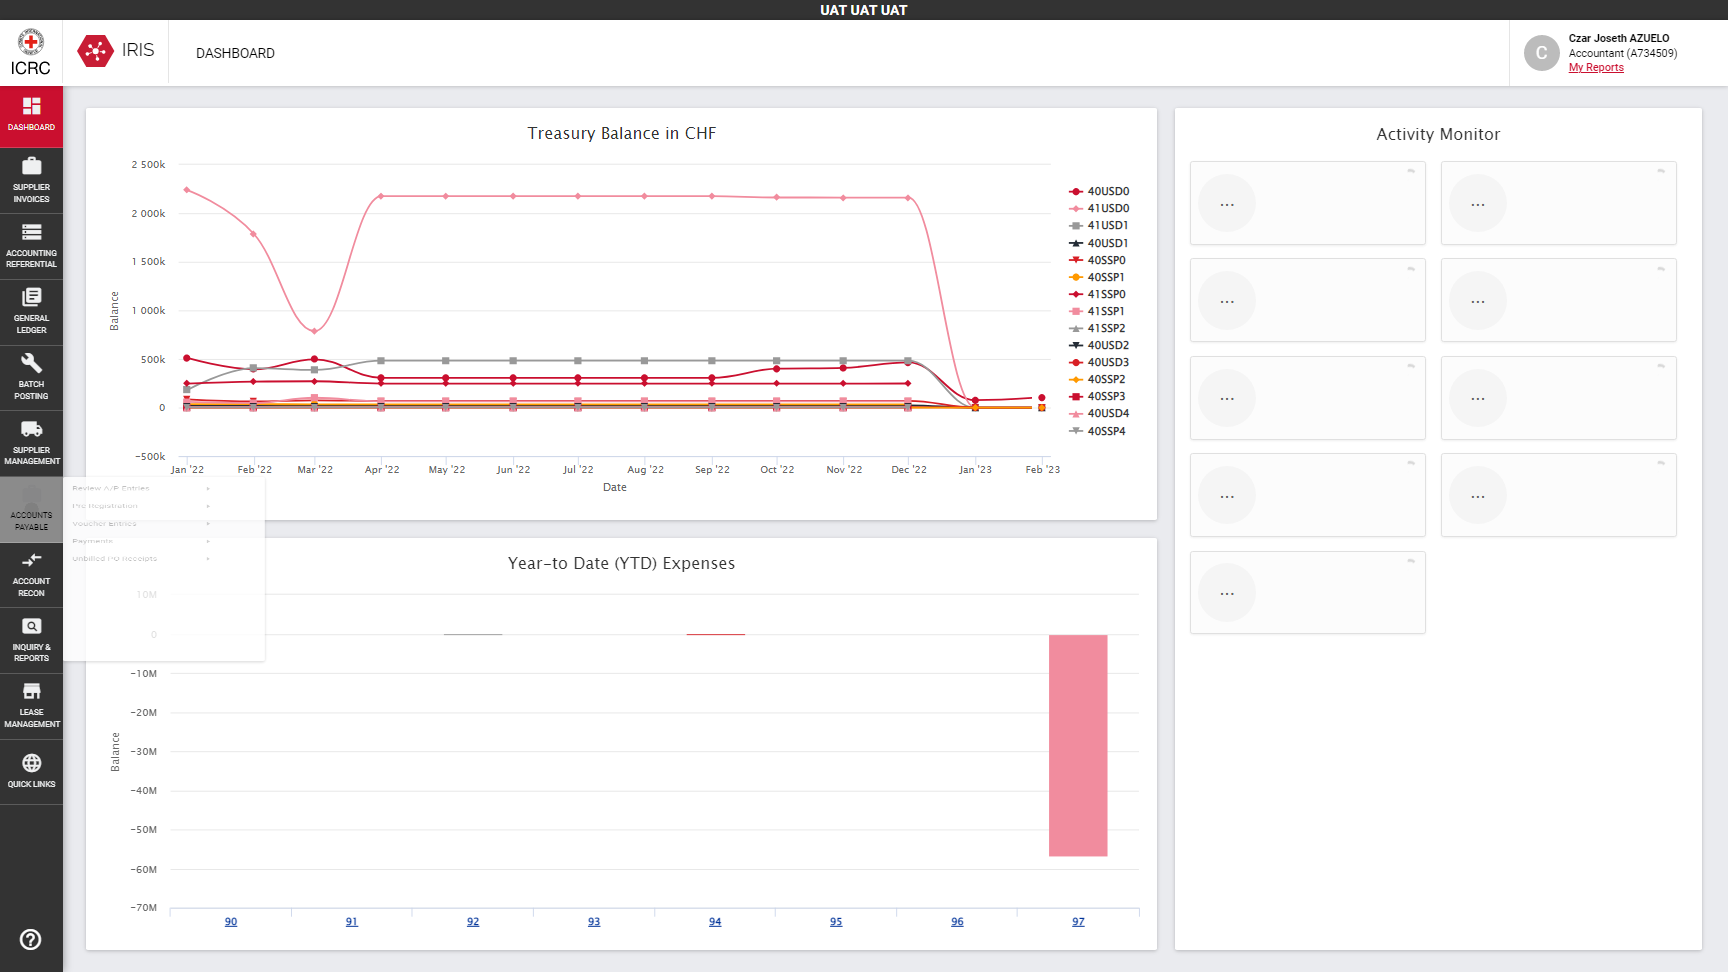 UAT UAT UAT
ICRC
IRIS
DASHBOARD
Czar Joseth AZUELO
Accountant (A734509)
My Reports
C
DASHBOARD
SUPPLIER
INVOICES
ACCOUNTING
REFERENTIAL
GENERAL
LEDGER
BATCH
POSTING
SUPPLIER
MANAGEMENT
ACCOUNTS
PAYABLE
ACCOUNT
RECON
INQUIRY &
REPORTS
LEASE
MANAGEMENT
QUICK LINKS
Review A/P Entries
Pre Registration
Voucher Entries
Payments
Unbilled PO Receipts
Treasury Balance in CHF
2 500k
2 000k
1 500k
1 000k
500k
0
−500k
Balance
Jan '22 Feb '22 Mar '22 Apr '22 May '22 Jun '22 Jul '22 Aug '22 Sep '22 Oct '22 Nov '22 Dec '22 Jan '23 Feb '23
Date
40USD0
41USD0
41USD1
40USD1
40SSP0
40SSP1
41SSP0
41SSP1
41SSP2
40USD2
40USD3
40SSP2
40SSP3
40USD4
40SSP4
Year-to Date (YTD) Expenses
10M
0
−10M
−20M
−30M
−40M
−50M
−60M
−70M
Balance
90 91 92 93 94 95 96 97
Activity Monitor
... ...
... ...
... ...
... ...
...